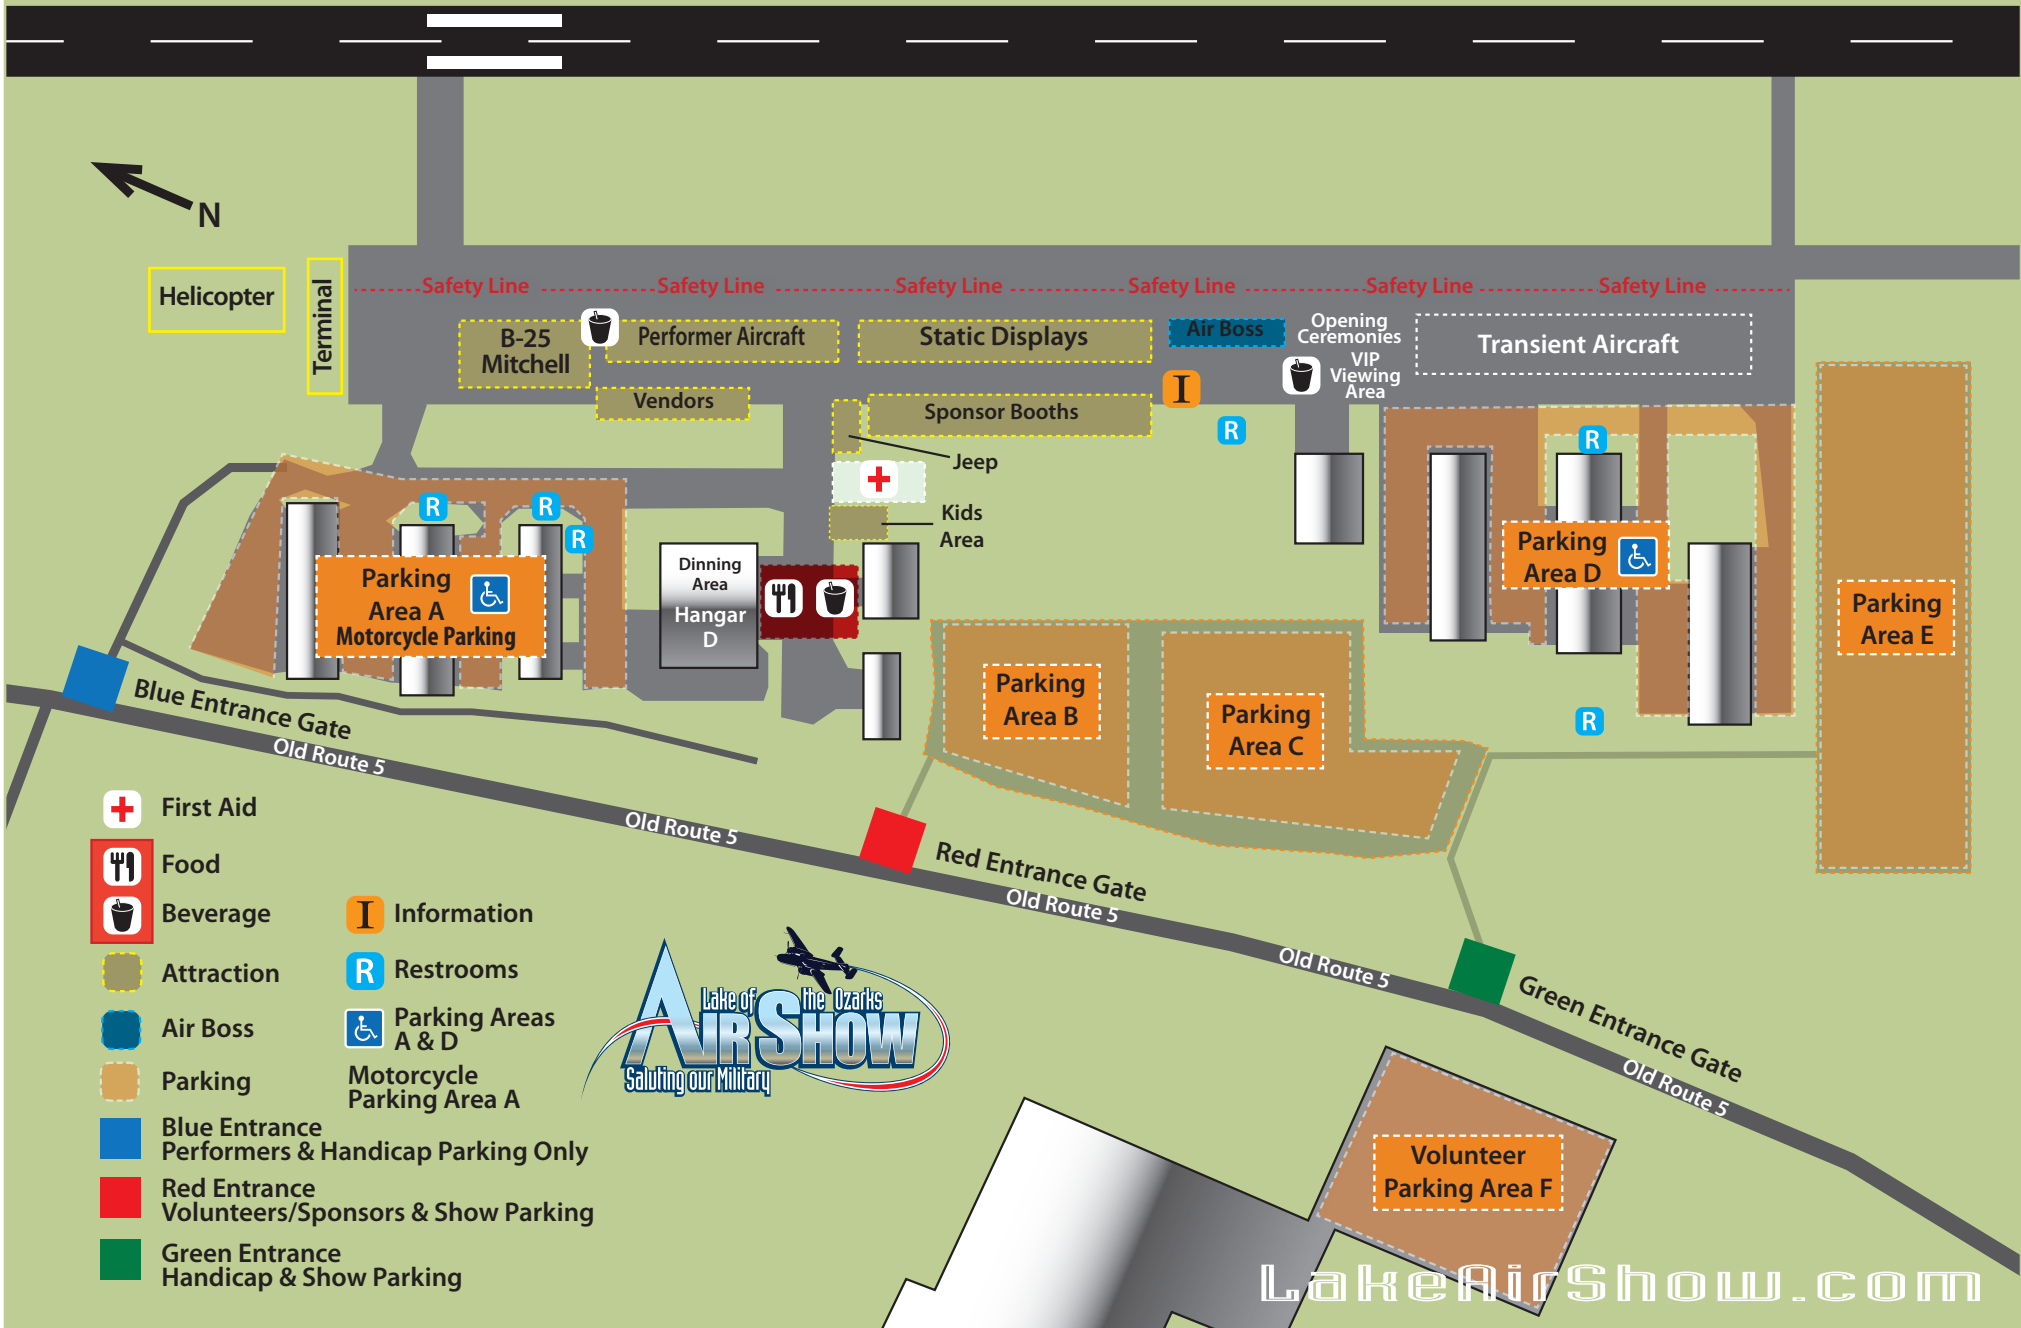 N
Helicopter
Terminal
Safety Line
Safety Line
Safety Line
Safety Line
Safety Line
Safety Line
B-25
Mitchell
Performer Aircraft
Static Displays
Air Boss
Opening
Ceremonies
VIP
Viewing
Area
Transient Aircraft
Vendors
Sponsor Booths
I
R
Jeep
Kids
Area
R
R
R
R
Parking
Area A
Motorcycle Parking
Dinning
Area
Hangar
D
Parking
Area D
Parking
Area E
Parking
Area B
Parking
Area C
R
Blue Entrance Gate
Old Route 5
Old Route 5
Red Entrance Gate
Old Route 5
Old Route 5
Green Entrance Gate
Old Route 5
First Aid
Food
Beverage
Attraction
Air Boss
Parking
I Information
R Restrooms
Parking Areas
A & D
Motorcycle
Parking Area A
Blue Entrance
Performers & Handicap Parking Only
Red Entrance
Volunteers/Sponsors & Show Parking
Green Entrance
Handicap & Show Parking
Lake of the Ozarks
Air Show
Saluting our Military
Volunteer
Parking Area F
LakeAirShow.com